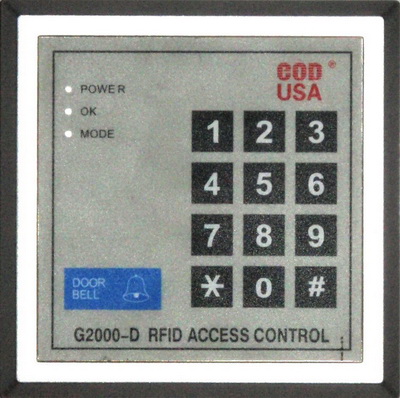 COD ®
USA
POWER
OK
MODE
1 2 3
4 5 6
7 8 9
* 0 #
DOOR
BELL
G2000-D RFID ACCESS CONTROL